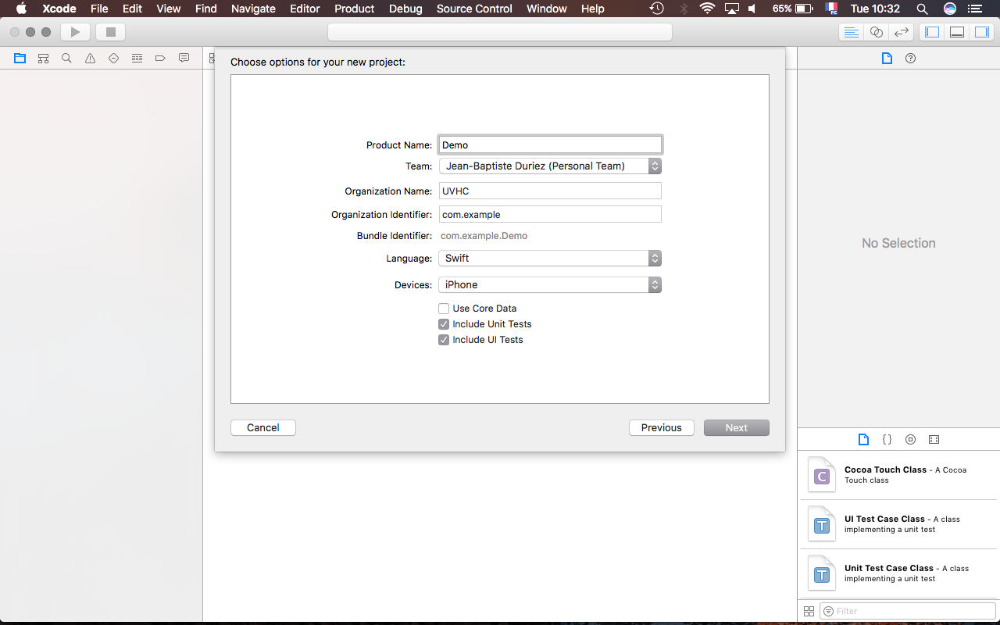 Xcode File Edit View Find Navigate Editor Product Debug Source Control Window Help 65% Tue 10:32
Choose options for your new project:
Product Name: Demo
Team: Jean-Baptiste Duriez (Personal Team)
Organization Name: UVHC
Organization Identifier: com.example
Bundle Identifier: com.example.Demo
Language: Swift
Devices: iPhone
Use Core Data
Include Unit Tests
Include UI Tests
Cancel Previous Next
No Selection
{}
C Cocoa Touch Class - A Cocoa
Touch class
T UI Test Case Class - A class
implementing a unit test
T Unit Test Case Class - A class
implementing a unit test
Filter